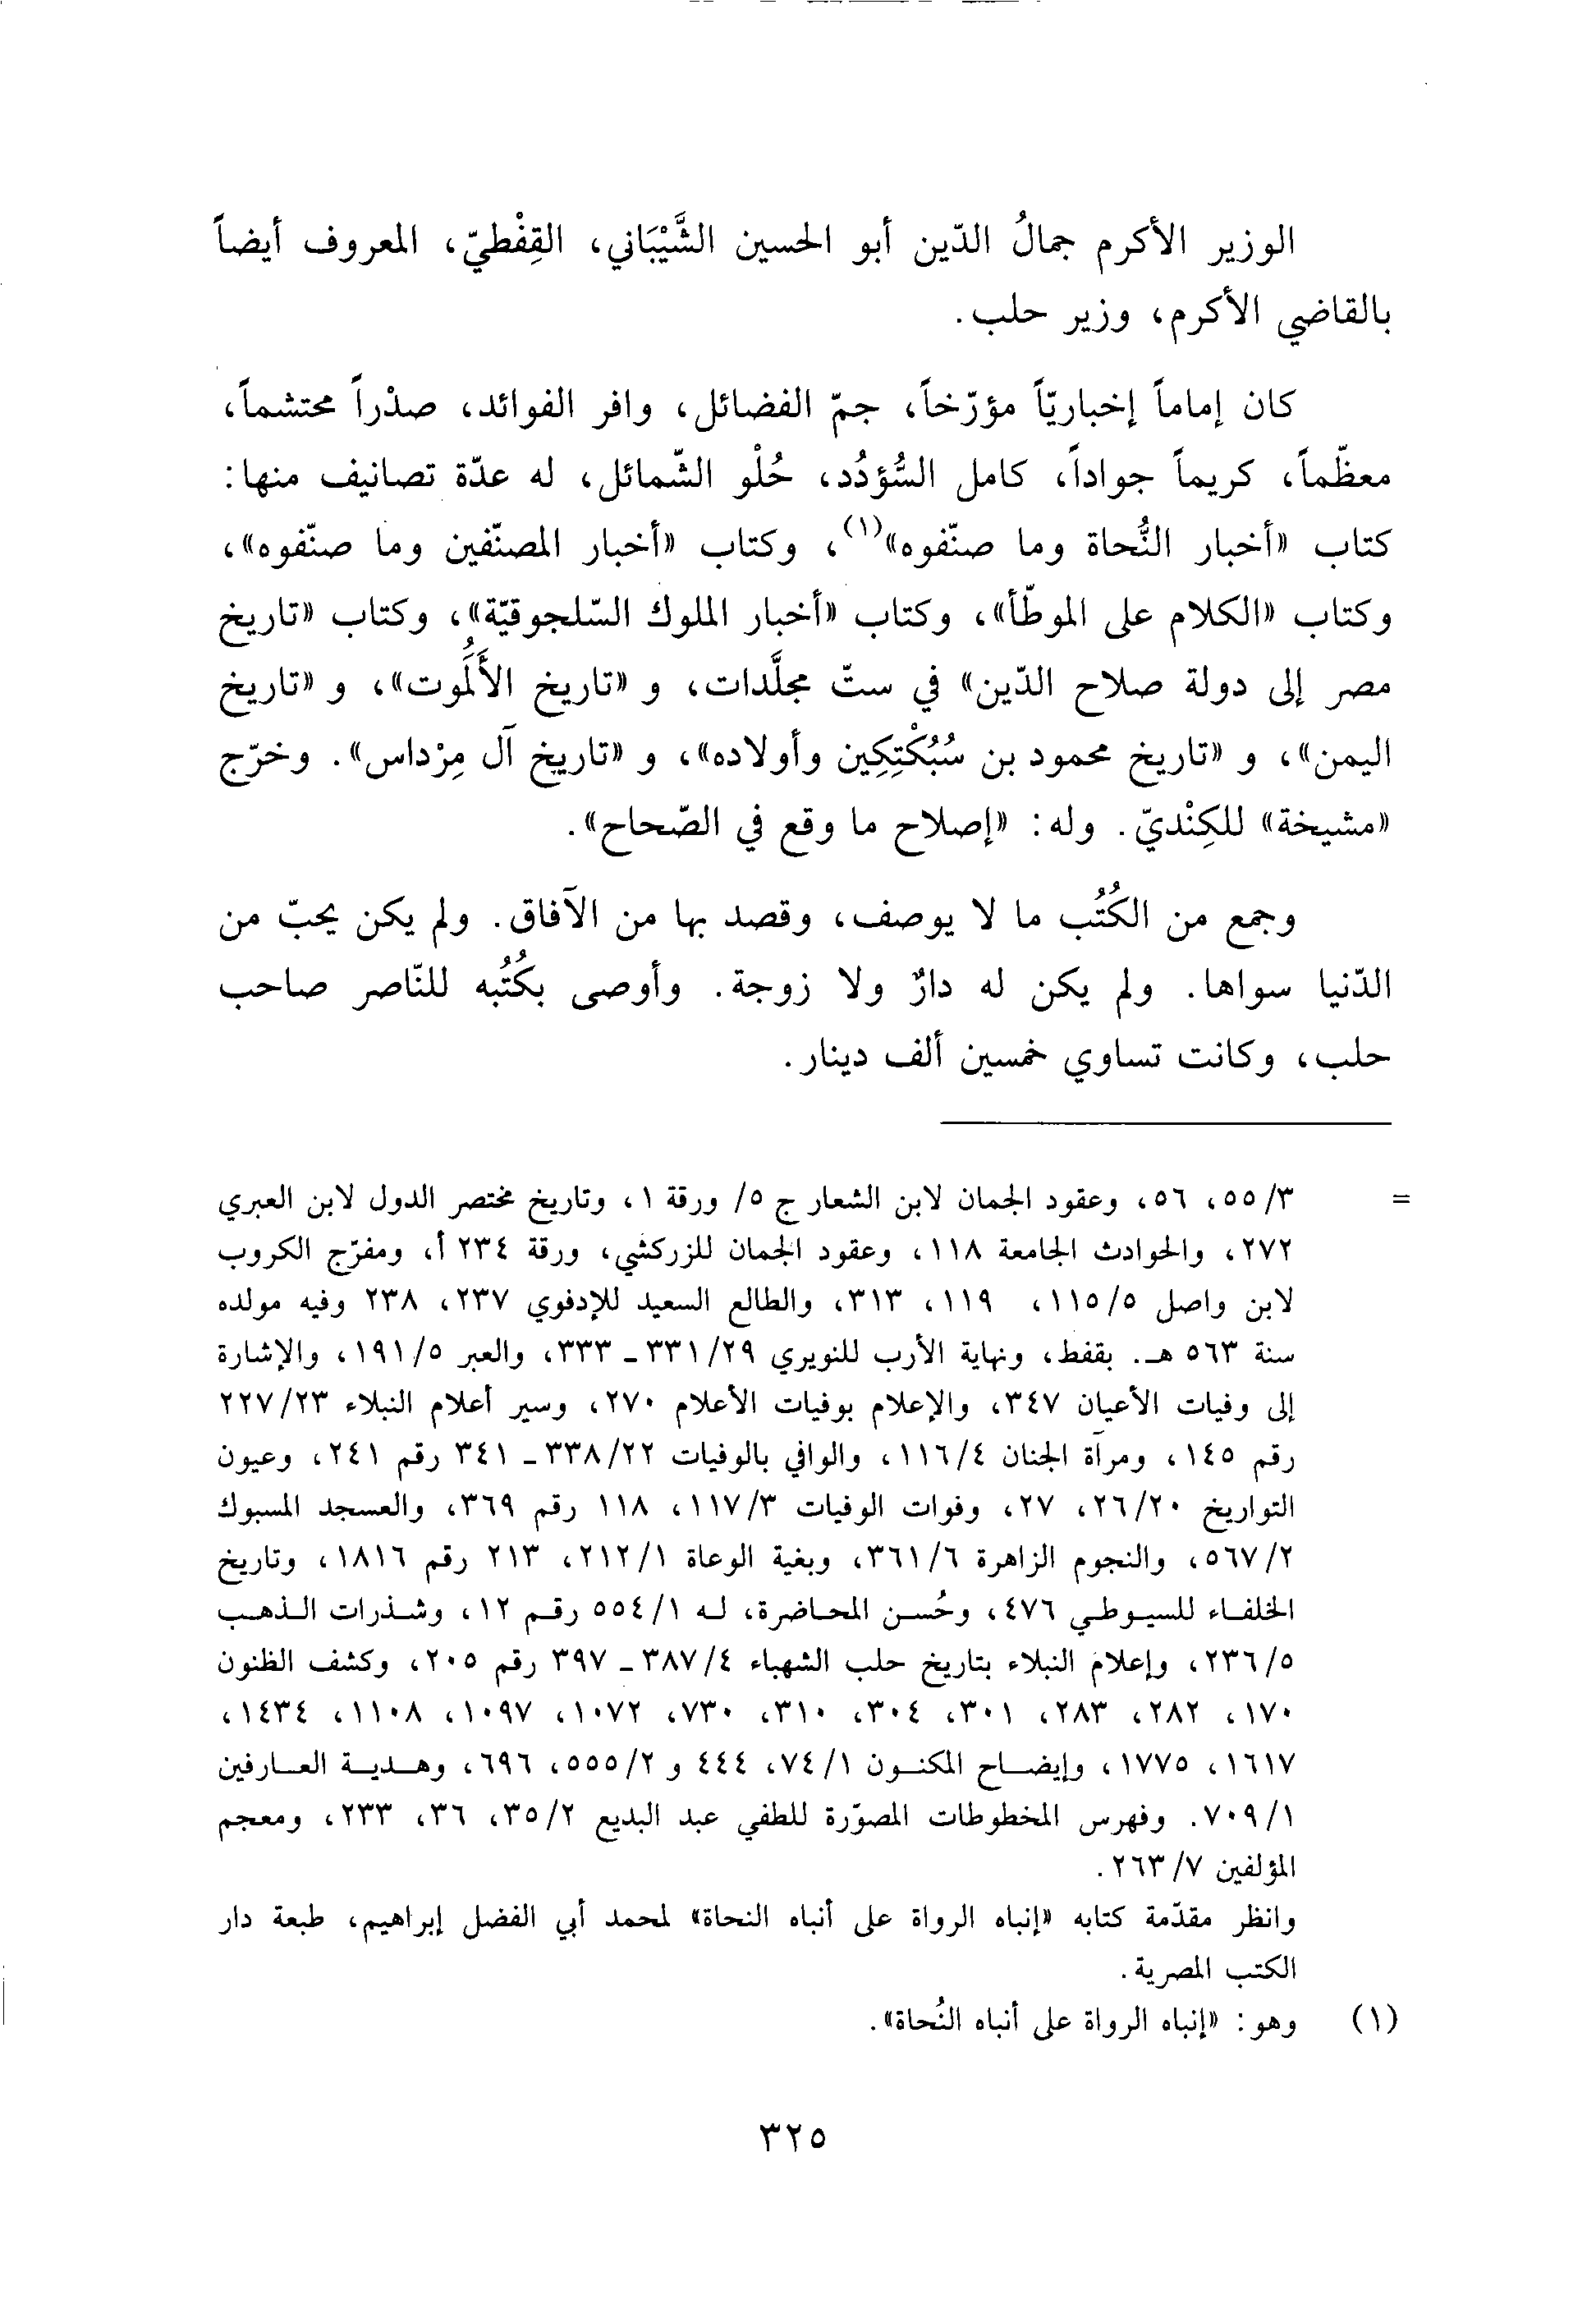 الوزير الأكرم جمالُ الدّين أبو الحسين الشَّيْبَاني، القِفْطيّ، المعروف أيضاً
بالقاضي الأكرم، وزير حلب.
كان إماماً إخباريّاً مؤرّخاً، جمّ الفضائل، وافر الفوائد، صدْراً محتشماً،
معظّماً، كريماً جواداً، كامل السُّؤدُد، حُلْو الشّمائل، له عدّة تصانيف منها:
كتاب «أخبار النُّحاة وما صنّفوه»(١)، وكتاب «أخبار المصنّفين وما صنّفوه»،
وكتاب «الكلام على الموطّأ»، وكتاب «أخبار الملوك السّلجوقيّة»، وكتاب «تاريخ
مصر إلى دولة صلاح الدّين» في ستّ مجلَّدات، و «تاريخ الأَلَمُوت»، و «تاريخ
اليمن»، و «تاريخ محمود بن سُبُكْتِكِين وأولاده»، و «تاريخ آل مِرْداس». وخرّج
«مشيخة» للكِنْديّ. وله: «إصلاح ما وقع في الصّحاح».
وجمع من الكُتُب ما لا يوصف، وقصد بها من الآفاق. ولم يكن يحبّ من
الدّنيا سواها. ولم يكن له دارٌ ولا زوجة. وأوصى بكُتُبه للنّاصر صاحب
حلب، وكانت تساوي خمسين ألف دينار.
= ٣/ ٥٥، ٥٦، وعقود الجمان لابن الشعار ج ٥/ ورقة ١، وتاريخ مختصر الدول لابن العبري
٢٧٢، والحوادث الجامعة ١١٨، وعقود الجمان للزركشي، ورقة ٢٣٤ أ، ومفرّج الكروب
لابن واصل ٥/ ١١٥، ١١٩، ٣١٣، والطالع السعيد للإدفوي ٢٣٧، ٢٣٨ وفيه مولده
سنة ٥٦٣ هـ. بقفط، ونهاية الأرب للنويري ٢٩/ ٣٣١ ـ ٣٣٣، والعبر ٥/ ١٩١، والإشارة
إلى وفيات الأعيان ٣٤٧، والإعلام بوفيات الأعلام ٢٧٠، وسير أعلام النبلاء ٢٣/ ٢٢٧
رقم ١٤٥، ومرآة الجنان ٤/ ١١٦، والوافي بالوفيات ٢٢/ ٣٣٨ ـ ٣٤١ رقم ٢٤١، وعيون
التواريخ ٢٠/ ٢٦، ٢٧، وفوات الوفيات ٣/ ١١٧، ١١٨ رقم ٣٦٩، والعسجد المسبوك
٢/ ٥٦٧، والنجوم الزاهرة ٦/ ٣٦١، وبغية الوعاة ١/ ٢١٢، ٢١٣ رقم ١٨١٦، وتاريخ
الخلفاء للسيوطي ٤٧٦، وحُسن المحاضرة، له ١/ ٥٥٤ رقم ١٢، وشذرات الذهب
٥/ ٢٣٦، وإعلام النبلاء بتاريخ حلب الشهباء ٤/ ٣٨٧ ـ ٣٩٧ رقم ٢٠٥، وكشف الظنون
١٧٠، ٢٨٢، ٢٨٣، ٣٠١، ٣٠٤، ٣١٠، ٧٣٠، ١٠٧٢، ١٠٩٧، ١١٠٨، ١٤٣٤،
١٦١٧، ١٧٧٥، وإيضاح المكنون ١/ ٧٤، ٤٤٤ و ٢/ ٥٥٥، ٦٩٦، وهدية العارفين
١/ ٧٠٩. وفهرس المخطوطات المصوّرة للطفي عبد البديع ٢/ ٣٥، ٣٦، ٢٣٣، ومعجم
المؤلفين ٧/ ٢٦٣.
وانظر مقدّمة كتابه «إنباه الرواة على أنباه النحاة» لمحمد أبي الفضل إبراهيم، طبعة دار
الكتب المصرية.
(١) وهو: «إنباه الرواة على أنباه النُحاة».
٣٢٥